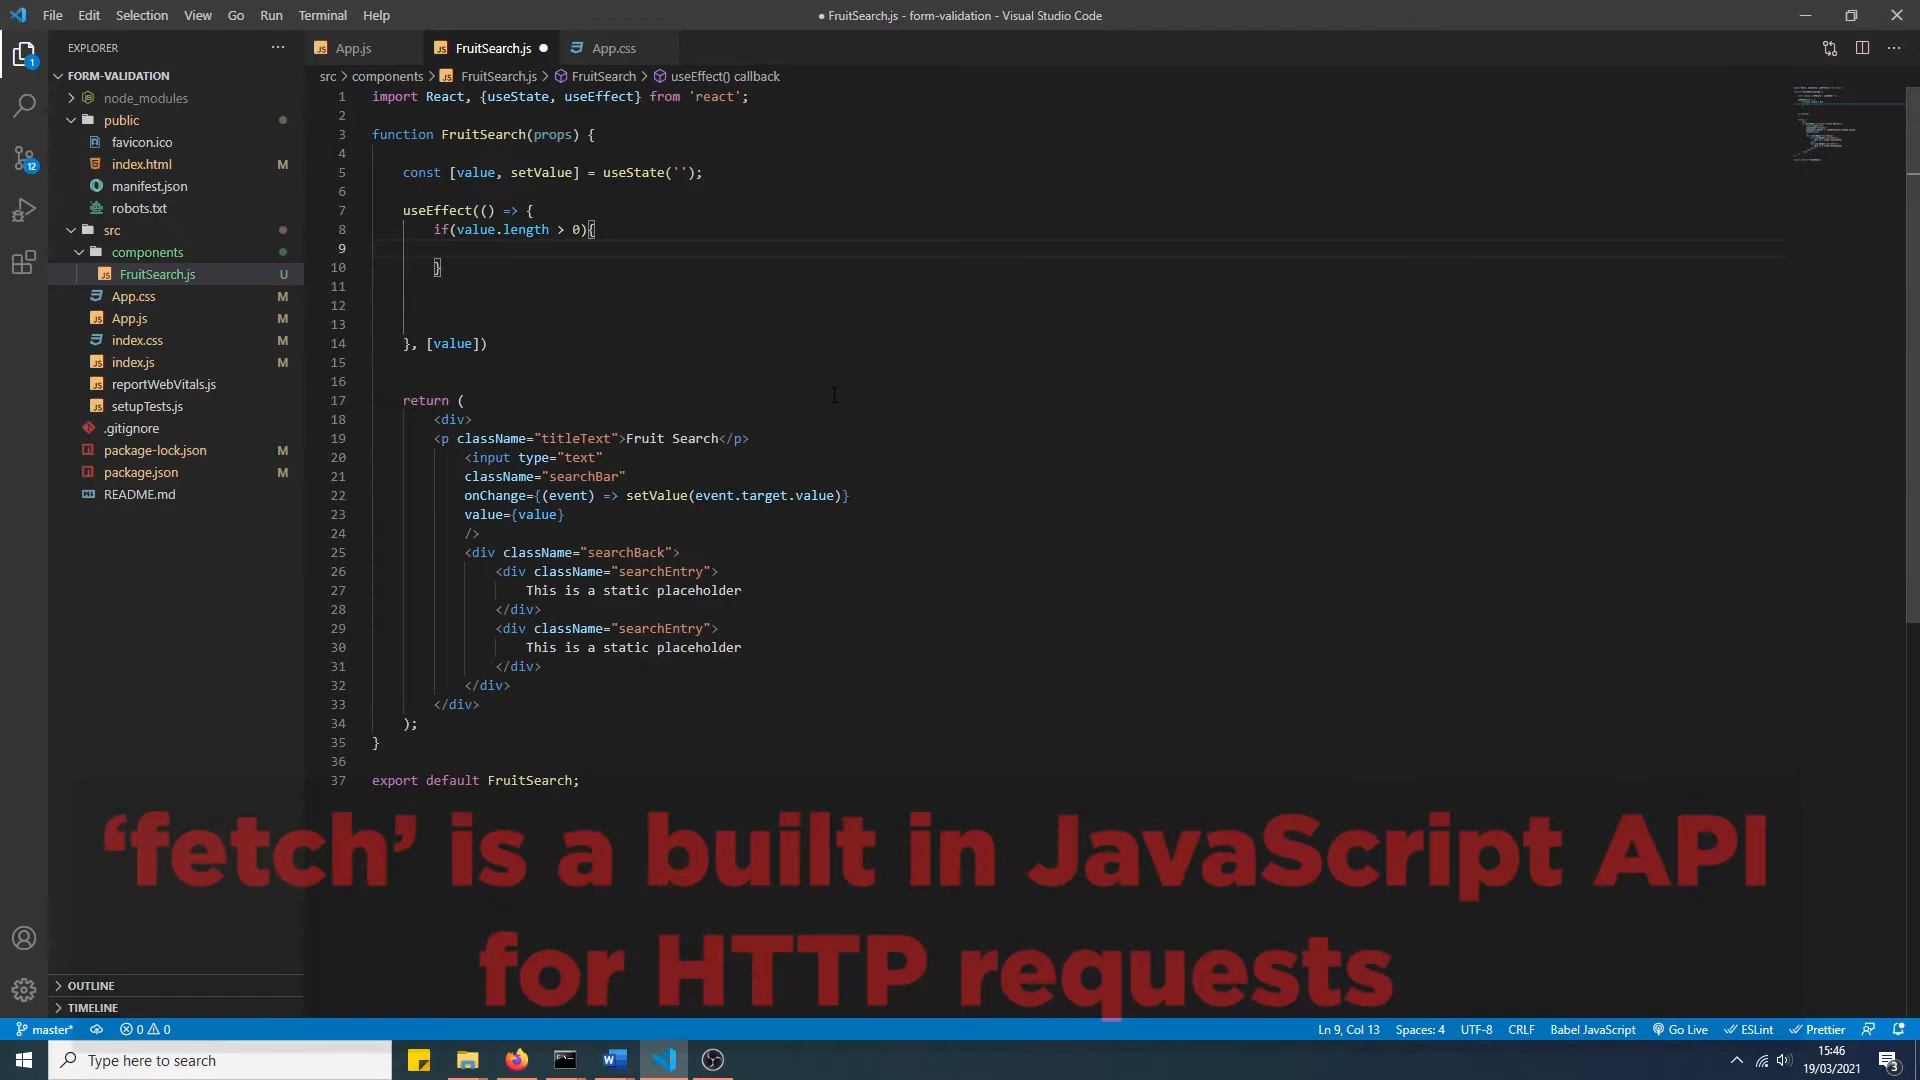 File Edit Selection View Go Run Terminal Help
● FruitSearch.js - form-validation - Visual Studio Code
EXPLORER
App.js
FruitSearch.js
App.css
src > components > FruitSearch.js > FruitSearch > useEffect() callback
FORM-VALIDATION
node_modules
public
favicon.ico
index.html M
manifest.json
robots.txt
src
components
FruitSearch.js U
App.css M
App.js M
index.css M
index.js M
reportWebVitals.js
setupTests.js
.gitignore
package-lock.json M
package.json M
README.md
OUTLINE
TIMELINE
1
12
1 import React, {useState, useEffect} from 'react';
2
3 function FruitSearch(props) {
4
5 const [value, setValue] = useState('');
6
7 useEffect(() => {
8 if(value.length > 0){
9
10 }
11
12
13
14 }, [value])
15
16
17 return (
18 <div>
19 <p className="titleText">Fruit Search</p>
20 <input type="text"
21 className="searchBar"
22 onChange={(event) => setValue(event.target.value)}
23 value={value}
24 />
25 <div className="searchBack">
26 <div className="searchEntry">
27 This is a static placeholder
28 </div>
29 <div className="searchEntry">
30 This is a static placeholder
31 </div>
32 </div>
33 </div>
34 );
35 }
36
37 export default FruitSearch;
‘fetch’ is a built in JavaScript API
for HTTP requests
master* 0 0 Ln 9, Col 13 Spaces: 4 UTF-8 CRLF Babel JavaScript Go Live ESLint Prettier
Type here to search
15:46
19/03/2021
3